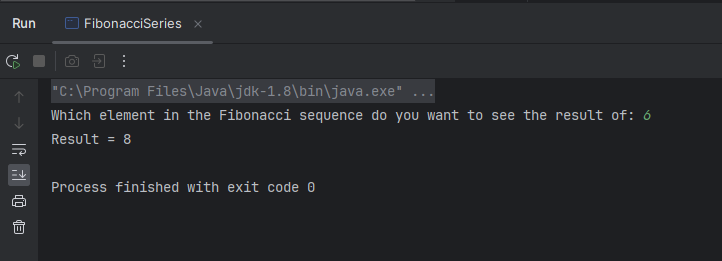 Run FibonacciSeries
"C:\Program Files\Java\jdk-1.8\bin\java.exe" ...
Which element in the Fibonacci sequence do you want to see the result of: 6
Result = 8
Process finished with exit code 0